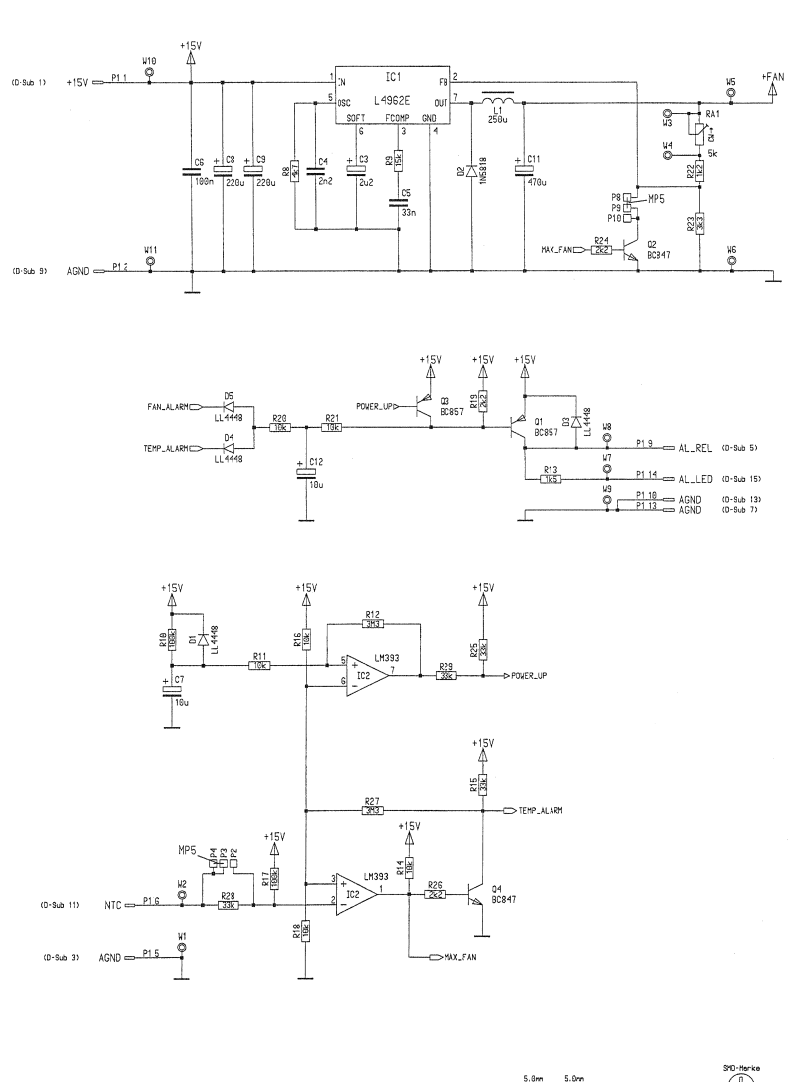 +15V
W10
(D-Sub 1) +15V P1 1
1 IN IC1 FB 2
5 OSC L4962E OUT 7
SOFT FCOMP GND
6 3 4
L1
250u
W5
+FAN
W3
RA1
CW
5k
W4
C6
100n
C8
220u
C9
220u
R8
4k7
C4
2n2
C3
2u2
R9
15k
C5
33n
D2
1N5818
C11
470u
R22
1k2
P8
P9
P10
MP5
R23
3k3
MAX_FAN
R24
2k2
Q2
BC847
W11
(D-Sub 9) AGND P1 2
W6
+15V +15V +15V
FAN_ALARM
D5
LL4448
TEMP_ALARM
D4
LL4448
R20
10k
R21
10k
C12
10u
POWER_UP
Q3
BC857
R19
2k2
Q1
BC857
D3
LL4448
W8
P1 9 AL_REL (D-Sub 5)
R13
1k5
W7
P1 14 AL_LED (D-Sub 15)
W9
P1 10 AGND (D-Sub 13)
P1 13 AGND (D-Sub 7)
+15V +15V +15V
R10
100k
D1
LL4448
C7
10u
R11
10k
R16
10k
R12
3M3
LM393
5
6
7
IC2
R29
33k
R25
33k
POWER_UP
+15V
R15
33k
R27
3M3
TEMP_ALARM
+15V
+15V
MP5
P4
P3
P2
R17
100k
R14
10k
LM393
3
2
1
IC2
R26
2k2
Q4
BC847
W2
(D-Sub 11) NTC P1 6
R28
33k
R18
10k
W1
(D-Sub 3) AGND P1 5
MAX_FAN
5.0mm 5.0mm
SMD-Marke